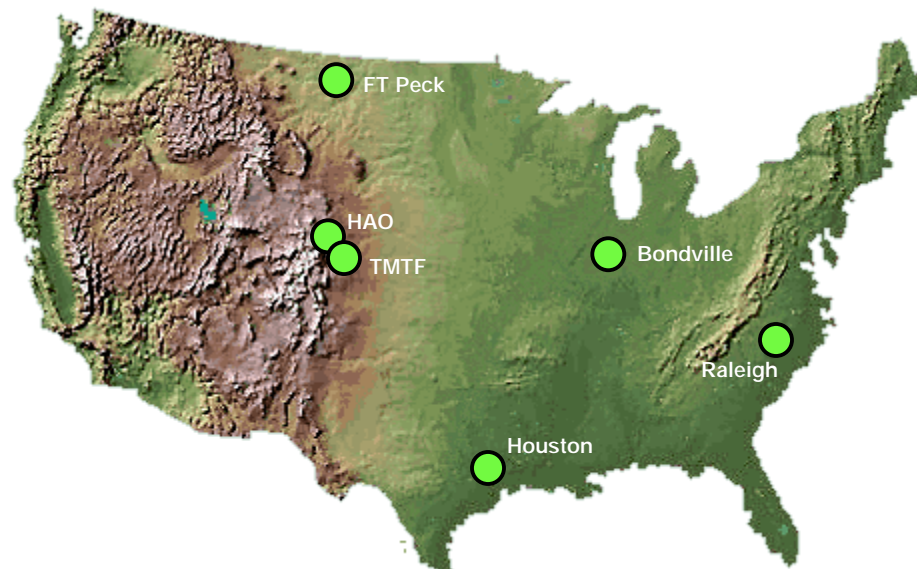 FT Peck
HAO
TMTF
Bondville
Raleigh
Houston